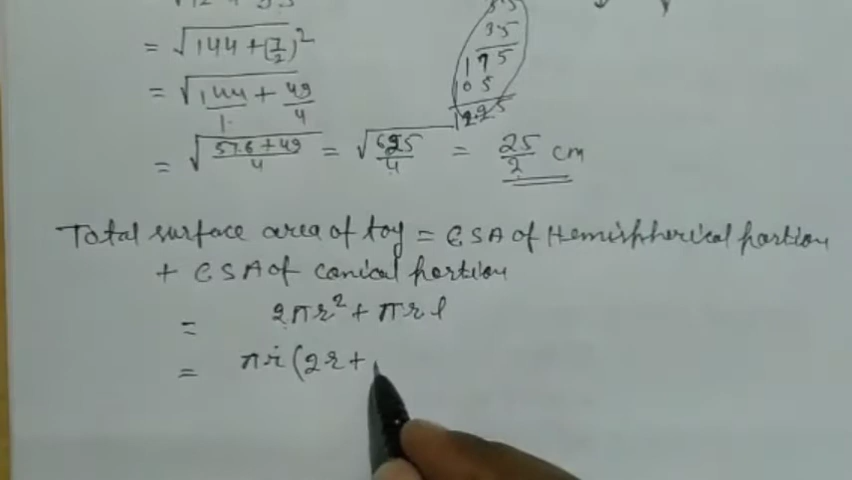 = √144 + (7/2)²
= √144/1 + 49/4
35
175
105
1225
= √576 + 49/4 = √625/4 = 25/2 cm
Total surface area of toy = CSA of Hemispherical portion
+ CSA of conical portion
= 2πr² + πrl
= πr (2r +